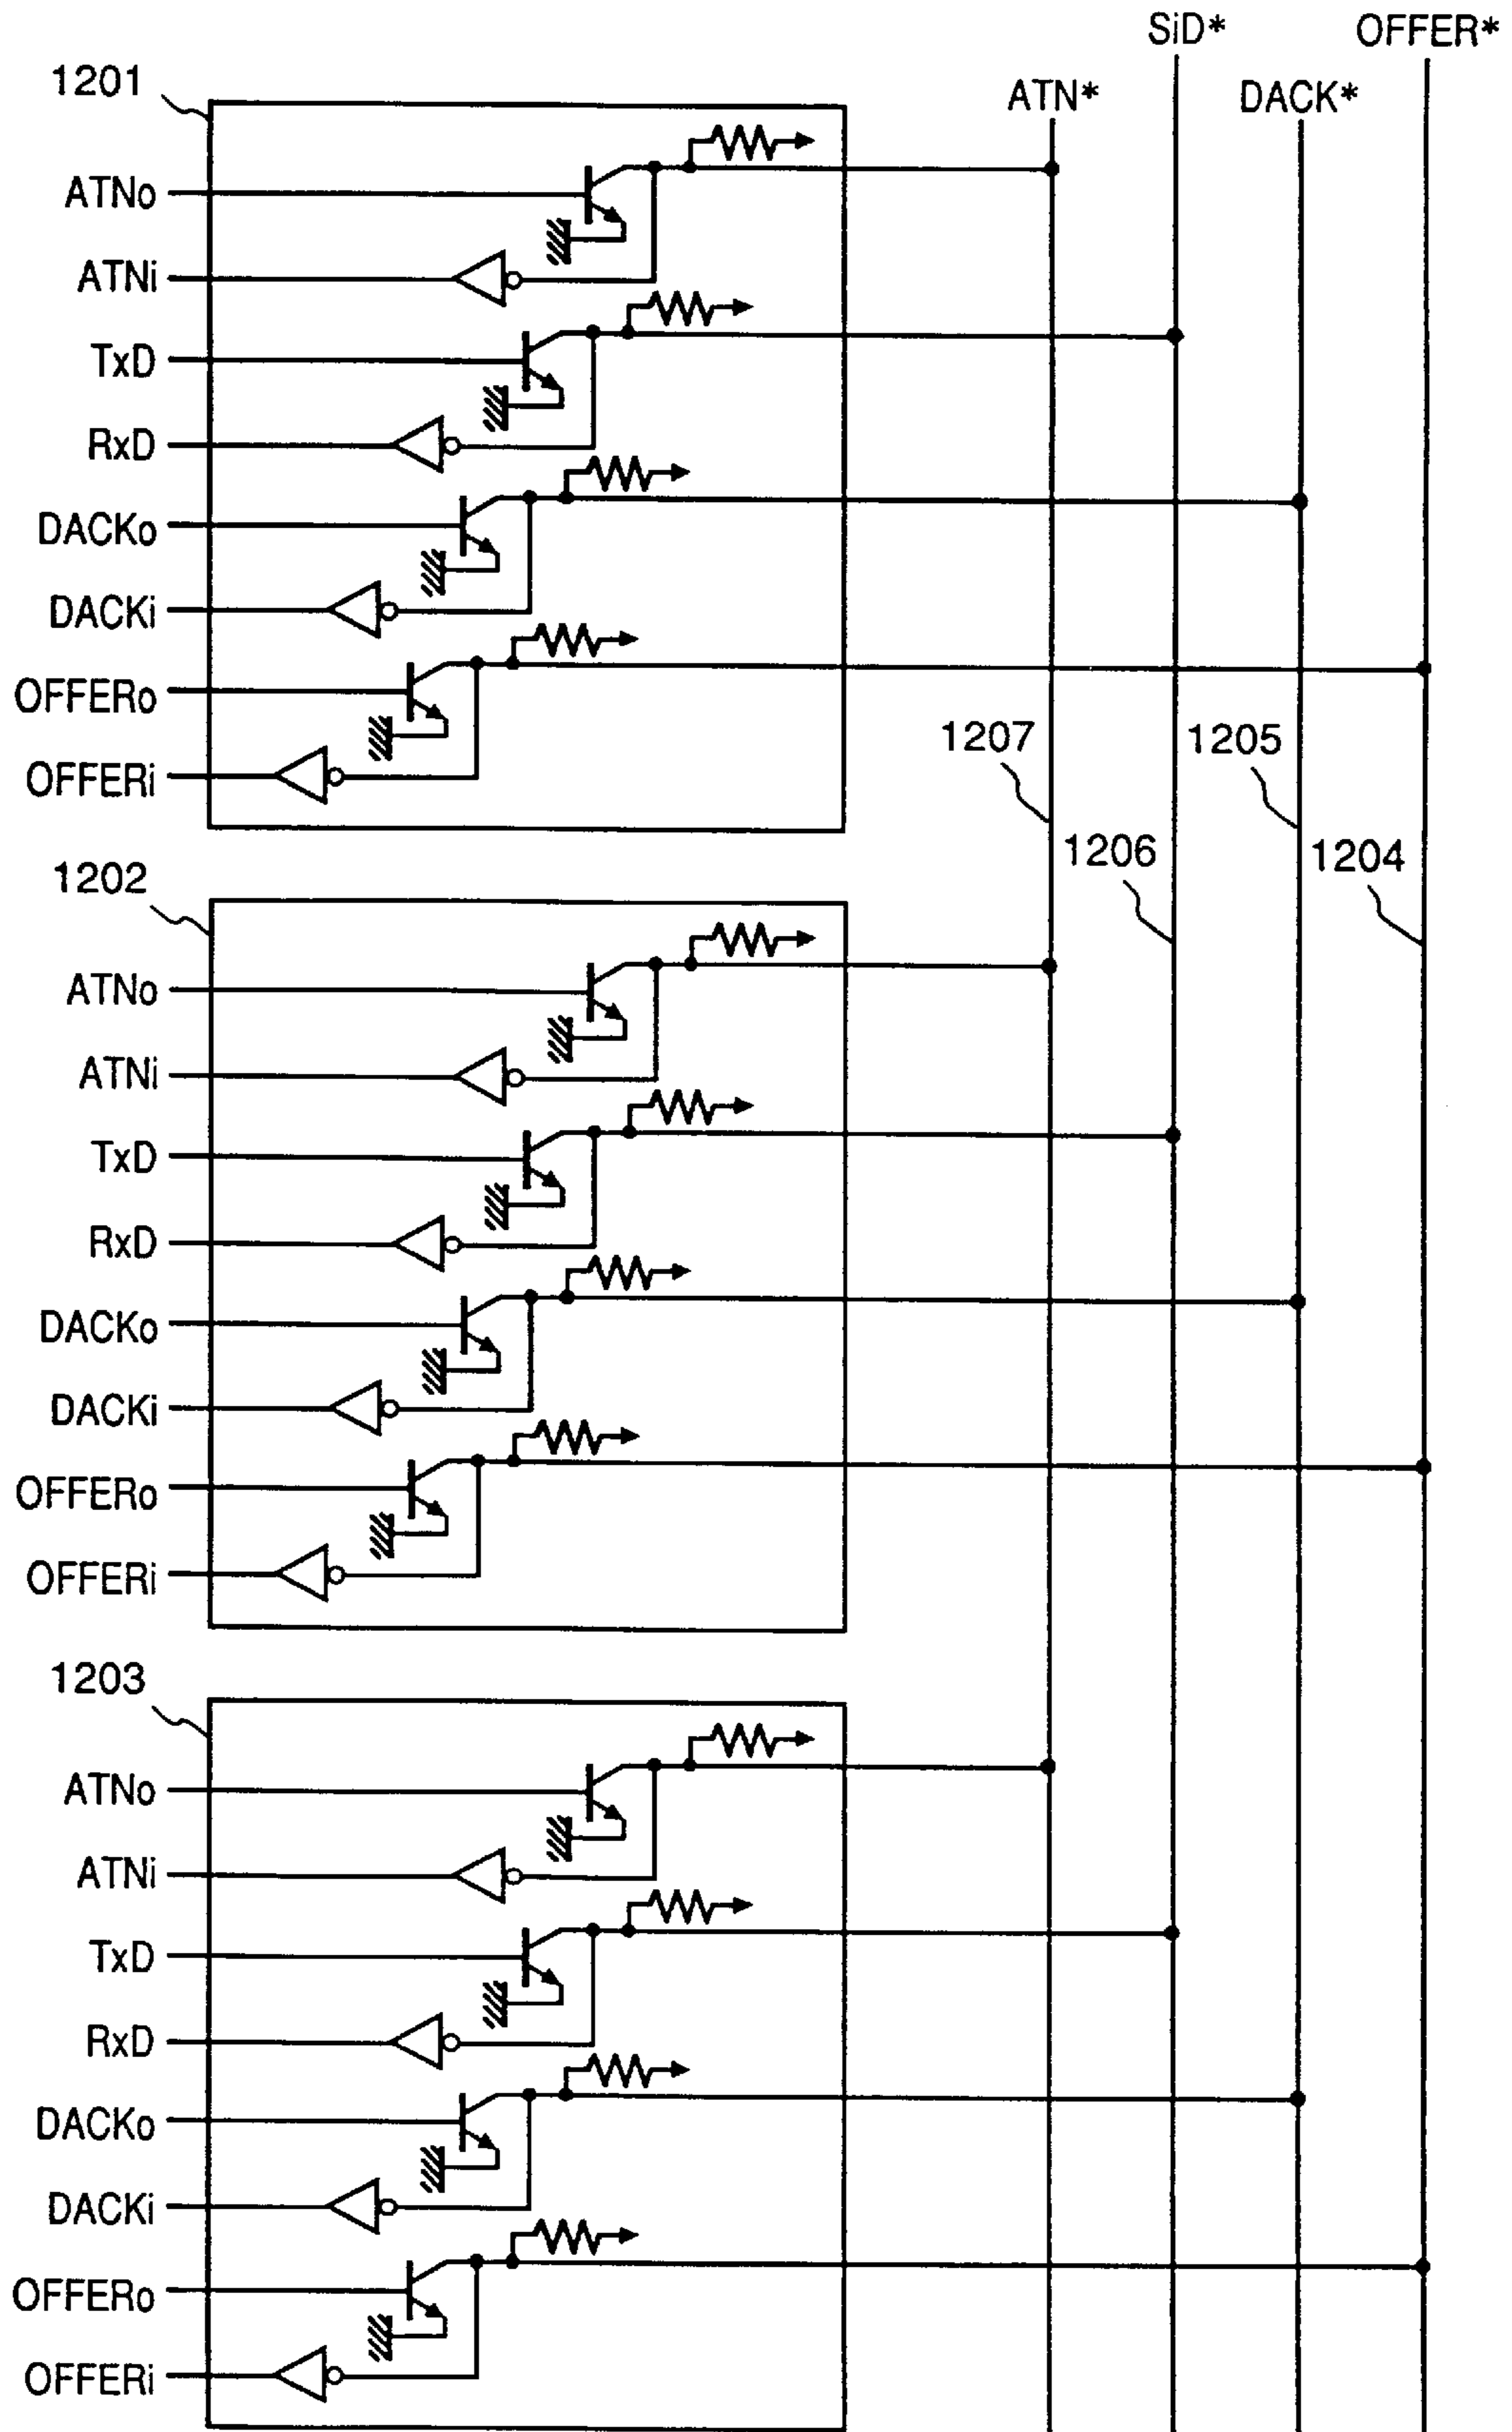 SiD*
OFFER*
ATN*
DACK*
1201
ATNo
ATNi
TxD
RxD
DACKo
DACKi
OFFERo
OFFERi
1207
1205
1206
1204
1202
ATNo
ATNi
TxD
RxD
DACKo
DACKi
OFFERo
OFFERi
1203
ATNo
ATNi
TxD
RxD
DACKo
DACKi
OFFERo
OFFERi